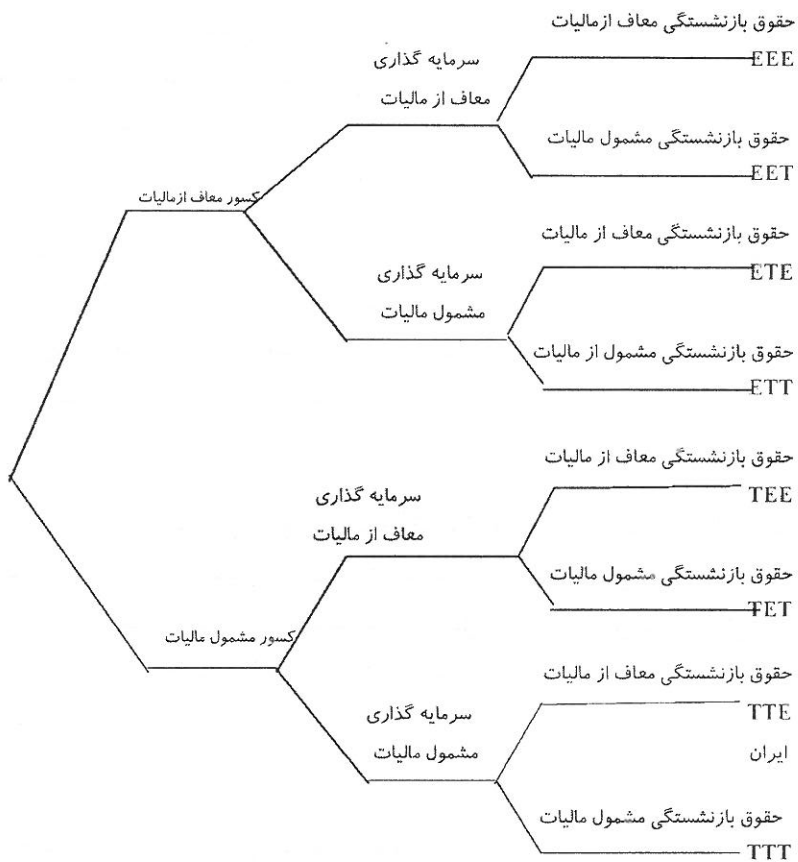 حقوق بازنشستگی معاف ازمالیات
EEE
سرمایه گذاری
معاف از مالیات
حقوق بازنشستگی مشمول مالیات
EET
کسور معاف ازمالیات
حقوق بازنشستگی معاف از مالیات
ETE
سرمایه گذاری
مشمول مالیات
حقوق بازنشستگی مشمول از مالیات
ETT
حقوق بازنشستگی معاف از مالیات
TEE
سرمایه گذاری
معاف از مالیات
حقوق بازنشستگی مشمول مالیات
TET
کسور مشمول مالیات
حقوق بازنشستگی معاف از مالیات
TTE
سرمایه گذاری
مشمول مالیات
ایران
حقوق بازنشستگی مشمول مالیات
TTT